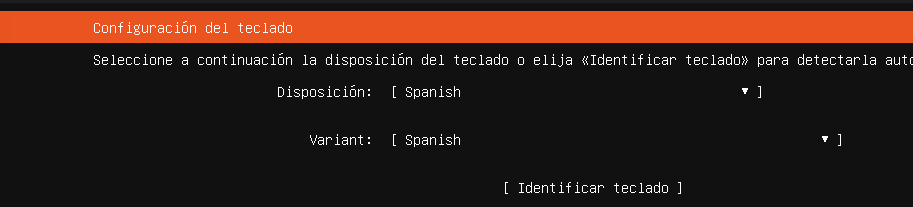 Configuración del teclado
Seleccione a continuación la disposición del teclado o elija «Identificar teclado» para detectarla
Disposición: [ Spanish ▼ ]
Variant: [ Spanish ▼ ]
[ Identificar teclado ]